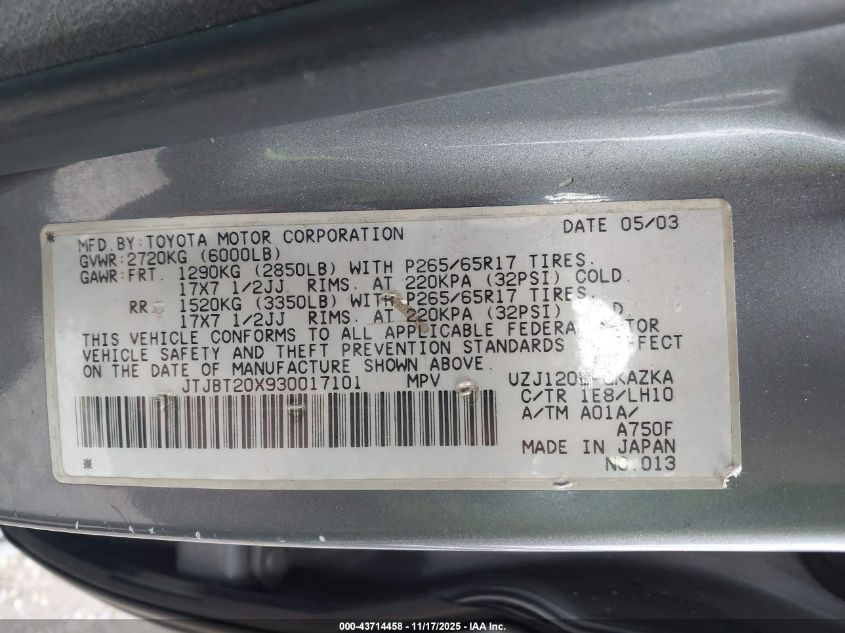 DATE 05/03
MFD.BY:TOYOTA MOTOR CORPORATION
GVWR:2720KG (6000LB)
GAWR:FRT. 1290KG (2850LB) WITH P265/65R17 TIRES.
17X7 1/2JJ RIMS. AT 220KPA (32PSI) COLD.
RR. 1520KG (3350LB) WITH P265/65R17 TIRES.
17X7 1/2JJ RIMS. AT 220KPA (32PSI)
THIS VEHICLE CONFORMS TO ALL APPLICABLE FEDERAL
VEHICLE SAFETY AND THEFT PREVENTION STANDARDS
ON THE DATE OF MANUFACTURE SHOWN ABOVE.
JTJBT20X930017101 MPV
C/TR 1E8/LH10
A/TM A01A/
A750F
MADE IN JAPAN
NO.013
000-43714458 - 11/17/2025 - IAA Inc.